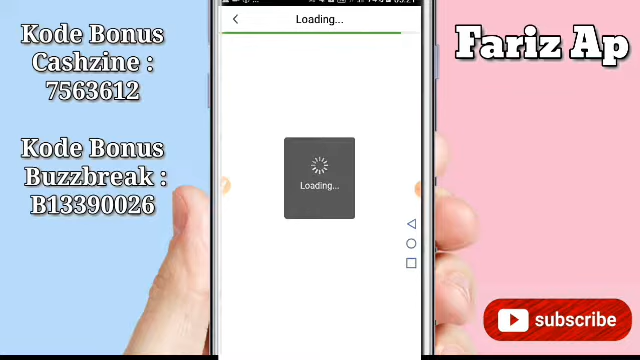 Kode Bonus
Cashzine :
7563612
Kode Bonus
Buzzbreak :
B13390026
Loading...
Loading...
Fariz Ap
subscribe